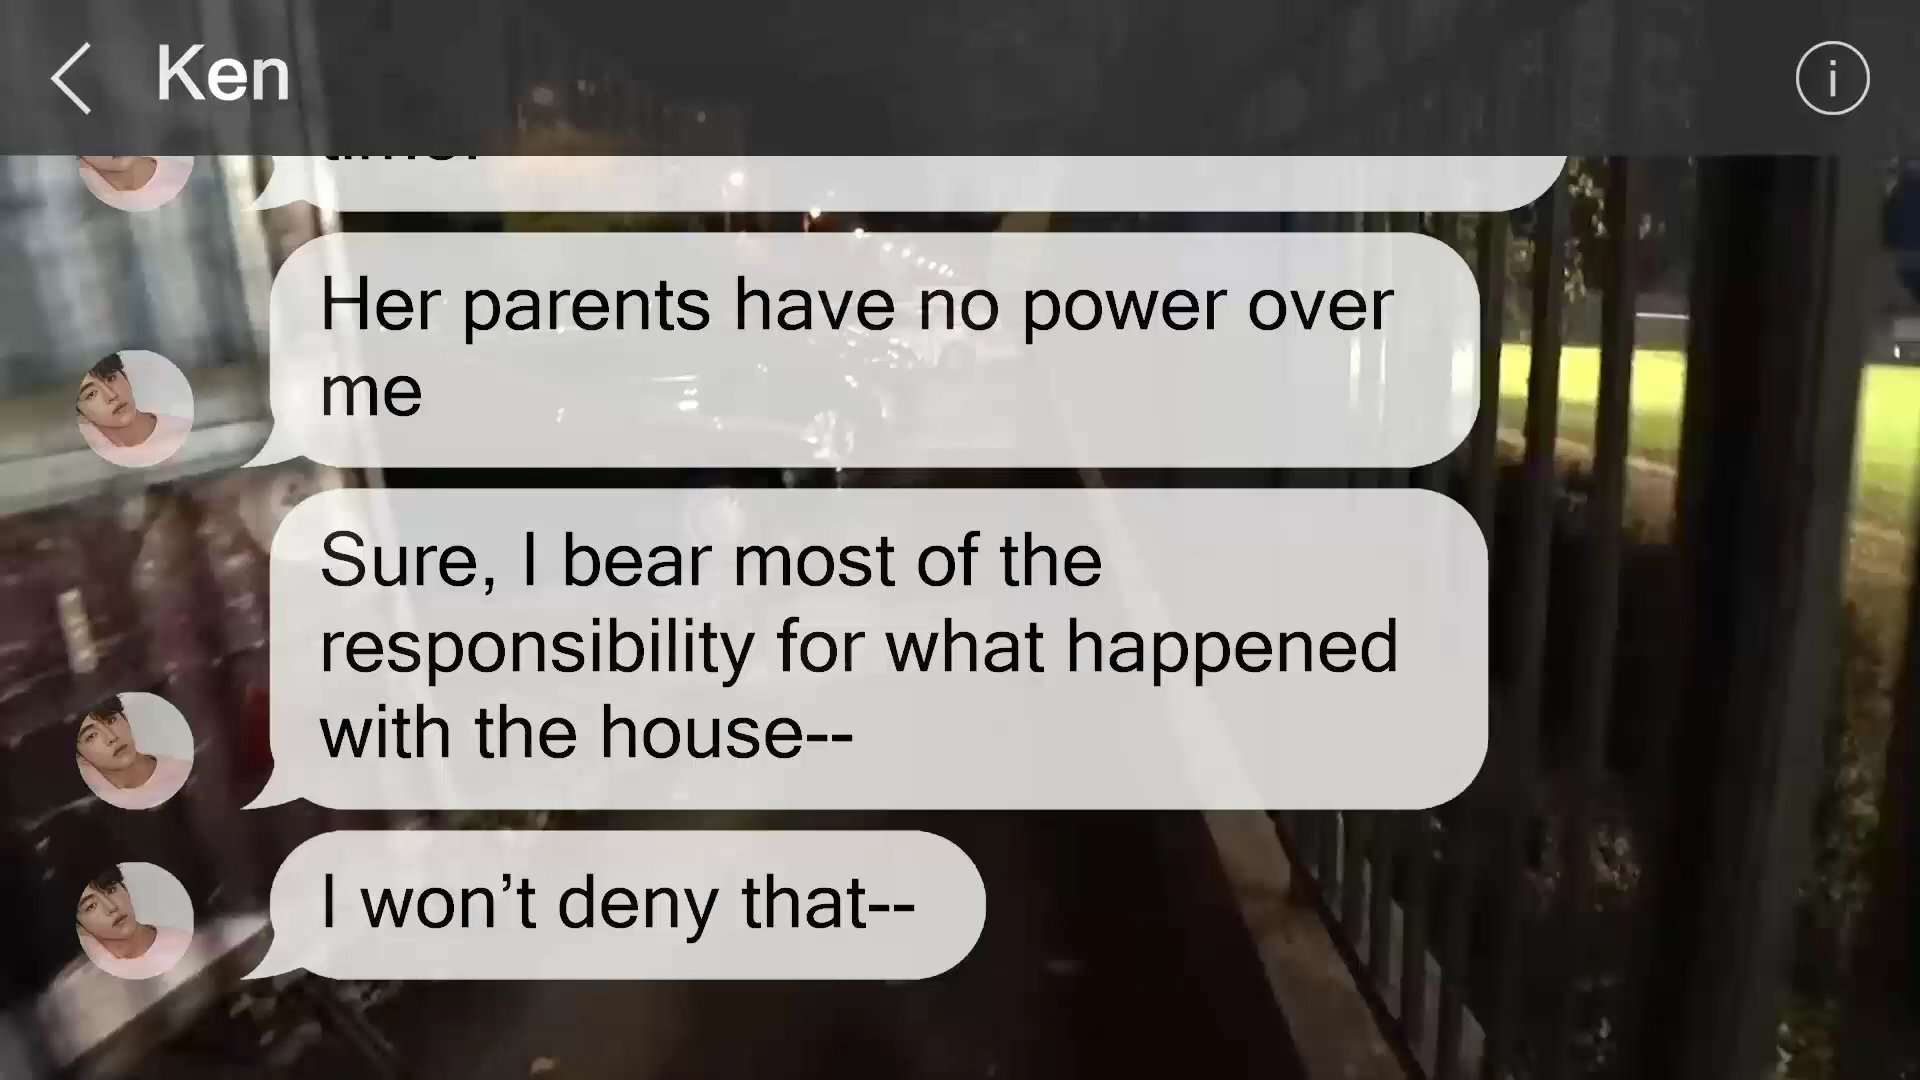 Ken
Her parents have no power over
me
Sure, I bear most of the
responsibility for what happened
with the house--
I won’t deny that--